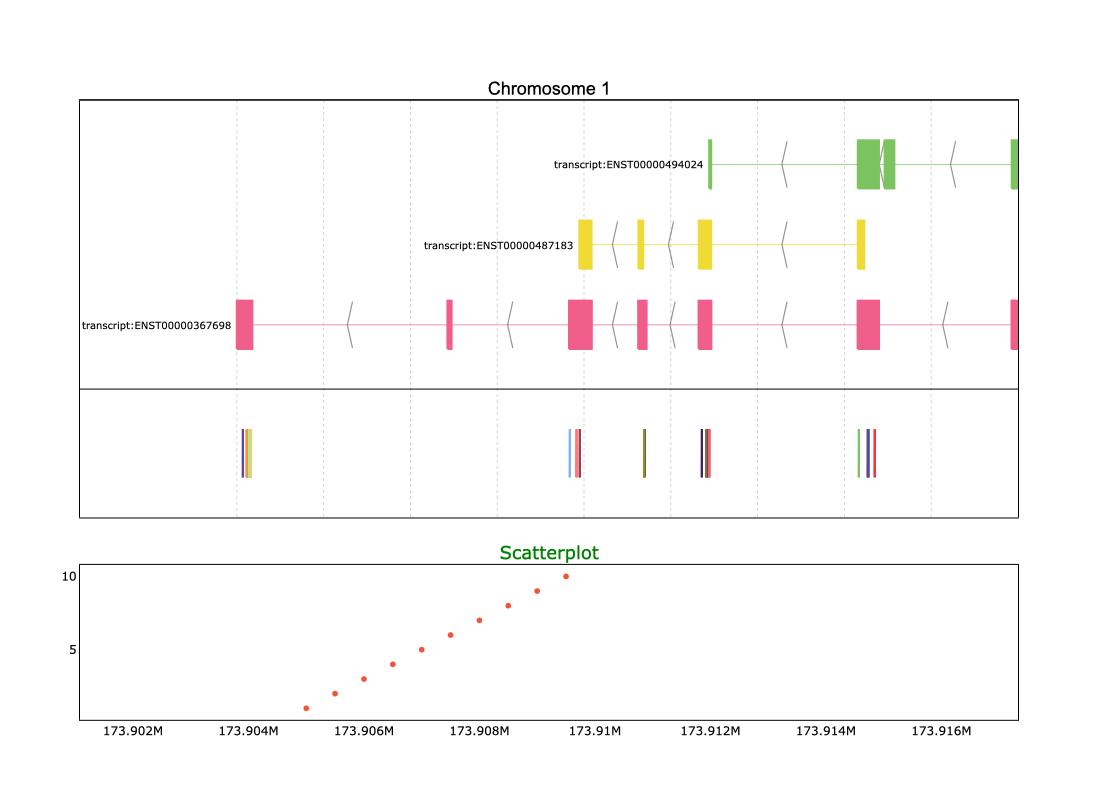 Chromosome 1
transcript:ENST00000494024
transcript:ENST00000487183
transcript:ENST00000367698
Scatterplot
10
5
173.902M 173.904M 173.906M 173.908M 173.91M 173.912M 173.914M 173.916M